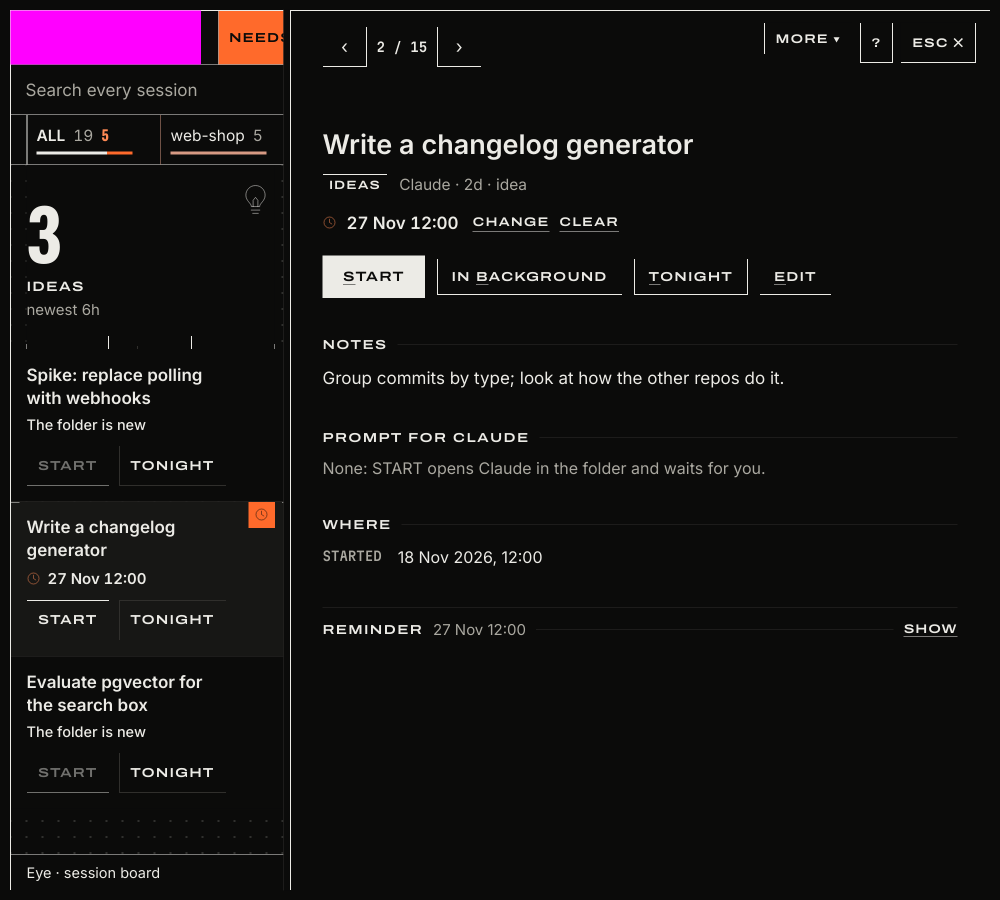 NEEDS
Search every session
ALL 19 5
web-shop 5
3
IDEAS
newest 6h
Spike: replace polling
with webhooks
The folder is new
START TONIGHT
Write a changelog
generator
27 Nov 12:00
START TONIGHT
Evaluate pgvector for
the search box
The folder is new
START TONIGHT
Eye · session board
‹ 2 / 15 ›
MORE ▾ ? ESC ✕
Write a changelog generator
IDEAS Claude · 2d · idea
27 Nov 12:00 CHANGE CLEAR
START IN BACKGROUND TONIGHT EDIT
NOTES
Group commits by type; look at how the other repos do it.
PROMPT FOR CLAUDE
None: START opens Claude in the folder and waits for you.
WHERE
STARTED 18 Nov 2026, 12:00
REMINDER 27 Nov 12:00 SHOW